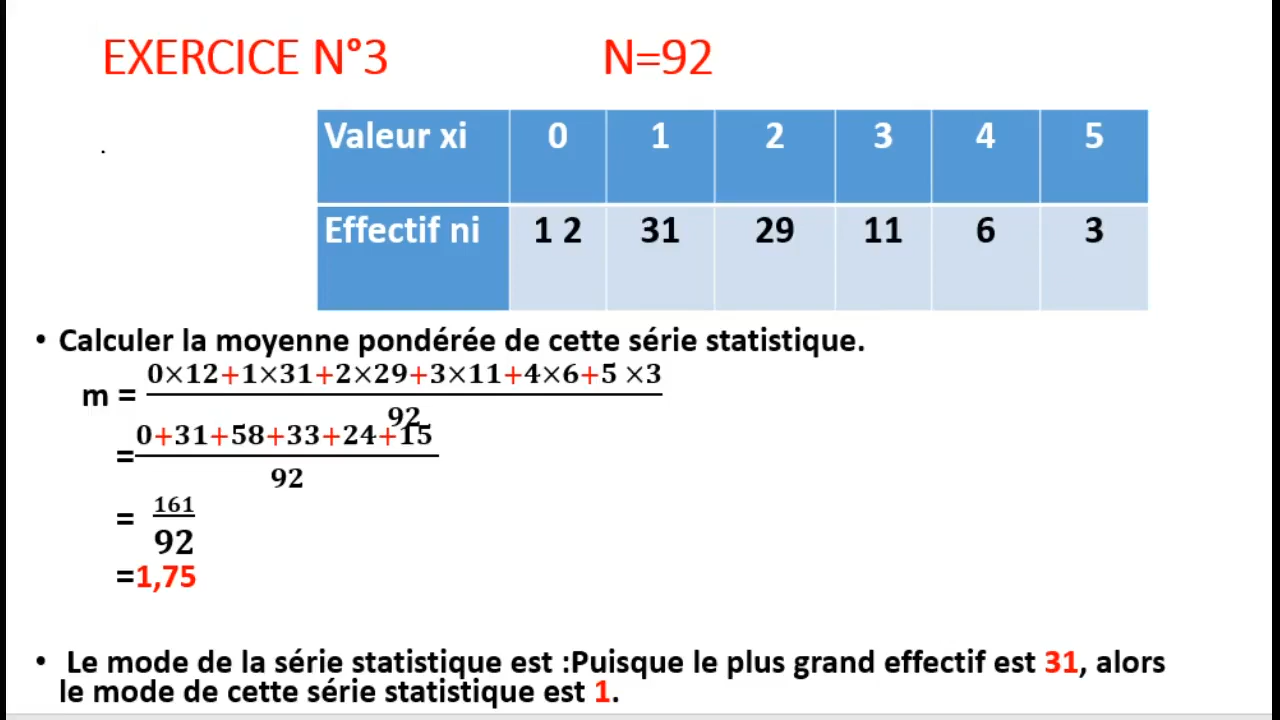 EXERCICE N°3 N=92
Valeur xi 0 1 2 3 4 5
Effectif ni 1 2 31 29 11 6 3
• Calculer la moyenne pondérée de cette série statistique.
0×12+1×31+2×29+3×11+4×6+5 ×3
m =
92
0+31+58+33+24+15
=
92
161
=
92
=1,75
• Le mode de la série statistique est :Puisque le plus grand effectif est 31, alors
le mode de cette série statistique est 1.